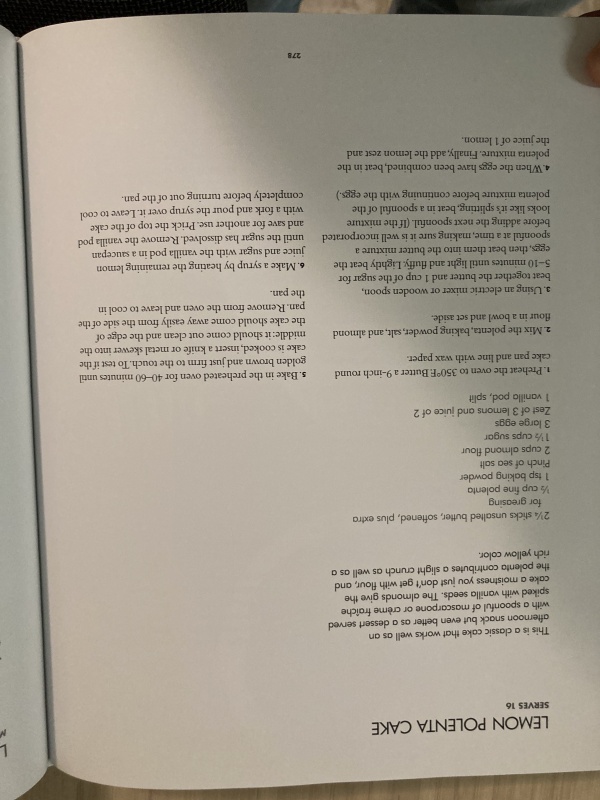 LEMON POLENTA CAKE
SERVES 16
This is a classic cake that works well as an
afternoon snack but even better as a dessert served
with a spoonful of mascarpone or crème fraîche
spiked with vanilla seeds. The almonds give the
cake a moistness you just don't get with flour, and
the polenta contributes a slight crunch as well as a
rich yellow color.
2¼ sticks unsalted butter, softened, plus extra
for greasing
½ cup fine polenta
1 tsp baking powder
Pinch of sea salt
2 cups almond flour
1½ cups sugar
3 large eggs
Zest of 3 lemons and juice of 2
1 vanilla pod, split
1. Preheat the oven to 350°F. Butter a 9-inch round
cake pan and line with wax paper.
2. Mix the polenta, baking powder, salt, and almond
flour in a bowl and set aside.
3. Using an electric mixer or wooden spoon,
beat together the butter and 1 cup of the sugar for
5–10 minutes until light and fluffy. Lightly beat the
eggs, then beat them into the butter mixture a
spoonful at a time, making sure it is well incorporated
before adding the next spoonful. (If the mixture
looks like it's splitting, beat in a spoonful of the
polenta mixture before continuing with the eggs.)
4. When the eggs have been combined, beat in the
polenta mixture. Finally, add the lemon zest and
the juice of 1 lemon.
5. Bake in the preheated oven for 40–60 minutes until
golden brown and just firm to the touch. To test if the
cake is cooked, insert a knife or metal skewer into the
middle: it should come out clean and the edge of
the cake should come away easily from the side of the
pan. Remove from the oven and leave to cool in
the pan.
6. Make a syrup by heating the remaining lemon
juice and sugar with the vanilla pod in a saucepan
until the sugar has dissolved. Remove the vanilla pod
and save for another use. Prick the top of the cake
with a fork and pour the syrup over it. Leave to cool
completely before turning out of the pan.
278